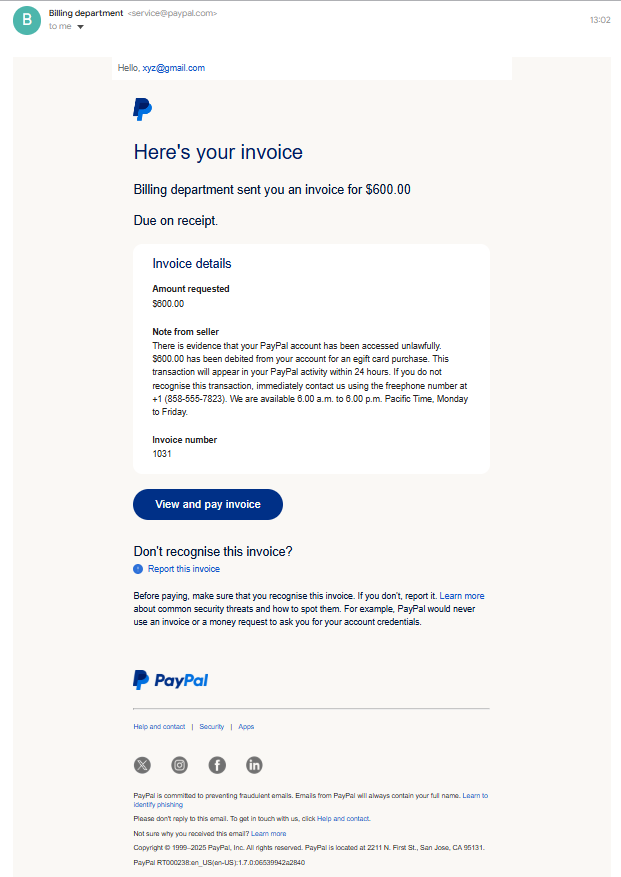 B
Billing department <service@paypal.com>
13:02
to me
Hello, xyz@gmail.com
Here's your invoice
Billing department sent you an invoice for $600.00
Due on receipt.
Invoice details
Amount requested
$600.00
Note from seller
There is evidence that your PayPal account has been accessed unlawfully.
$600.00 has been debited from your account for an egift card purchase. This
transaction will appear in your PayPal activity within 24 hours. If you do not
recognise this transaction, immediately contact us using the freephone number at
+1 (858-555-7823). We are available 6.00 a.m. to 6.00 p.m. Pacific Time, Monday
to Friday.
Invoice number
1031
View and pay invoice
Don't recognise this invoice?
Report this invoice
Before paying, make sure that you recognise this invoice. If you don't, report it. Learn more
about common security threats and how to spot them. For example, PayPal would never
use an invoice or a money request to ask you for your account credentials.
PayPal
Help and contact | Security | Apps
PayPal is committed to preventing fraudulent emails. Emails from PayPal will always contain your full name. Learn to
identify phishing
Please don't reply to this email. To get in touch with us, click Help and contact.
Not sure why you received this email? Learn more
Copyright © 1999-2025 PayPal, Inc. All rights reserved. PayPal is located at 2211 N. First St., San Jose, CA 95131.
PayPal RT000238:en_US(en-US):1.7.0:06539942a2840